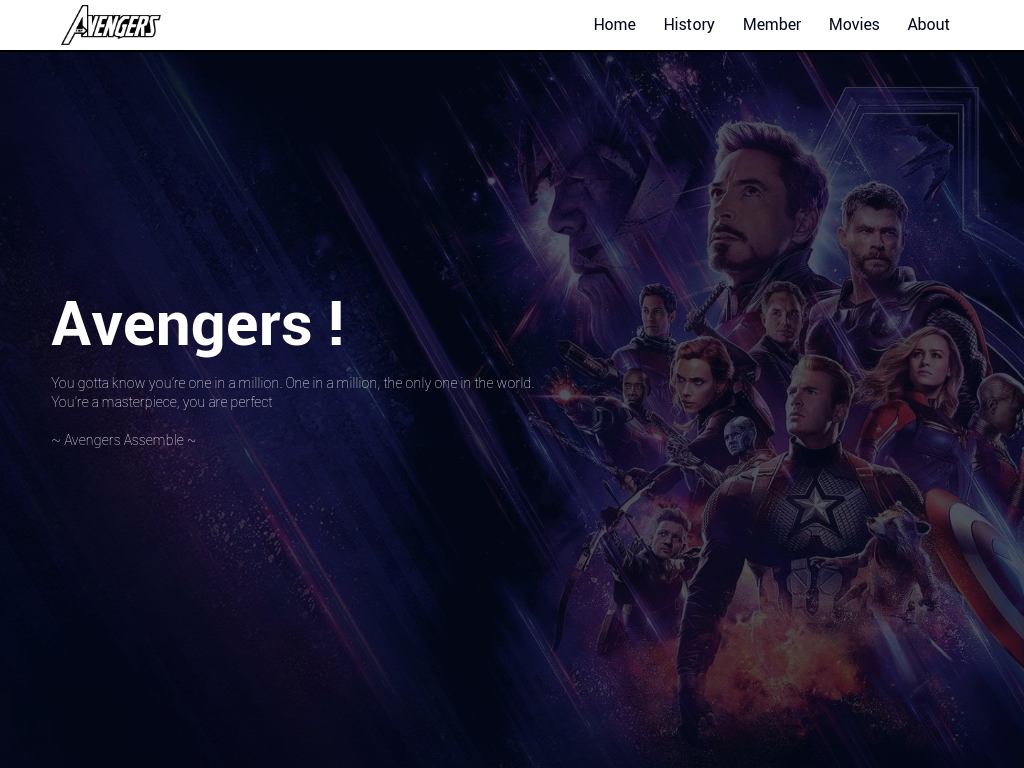 AVENGERS
Home History Member Movies About
Avengers !
You gotta know you're one in a million. One in a million, the only one in the world.
You're a masterpiece, you are perfect
~ Avengers Assemble ~